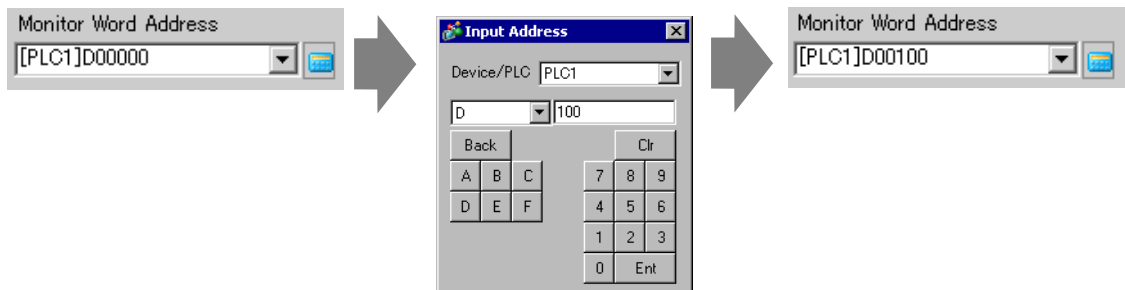 Monitor Word Address
[PLC1]D00000
Input Address
Device/PLC PLC1
D 100
Back Clr
A B C 7 8 9
D E F 4 5 6
1 2 3
0 Ent
Monitor Word Address
[PLC1]D00100